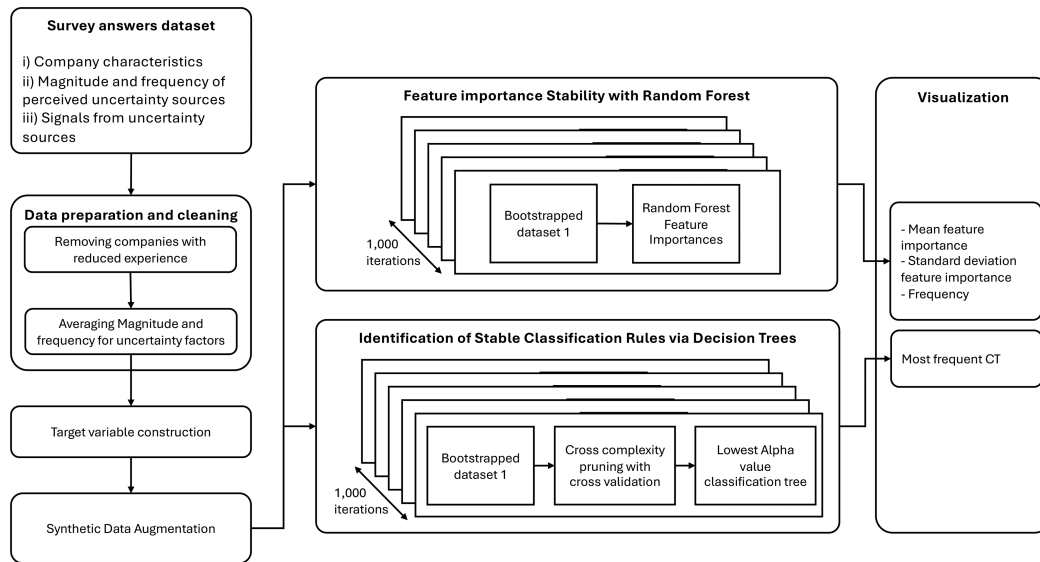 Survey answers dataset
i) Company characteristics
ii) Magnitude and frequency of
perceived uncertainty sources
iii) Signals from uncertainty
sources
Data preparation and cleaning
Removing companies with
reduced experience
Averaging Magnitude and
frequency for uncertainty factors
Target variable construction
Synthetic Data Augmentation
Feature importance Stability with Random Forest
Bootstrapped
dataset 1
Random Forest
Feature
Importances
1,000
iterations
Identification of Stable Classification Rules via Decision Trees
Bootstrapped
dataset 1
Cross complexity
pruning with
cross validation
Lowest Alpha
value
classification tree
1,000
iterations
Visualization
- Mean feature
importance
- Standard deviation
feature importance
- Frequency
Most frequent CT